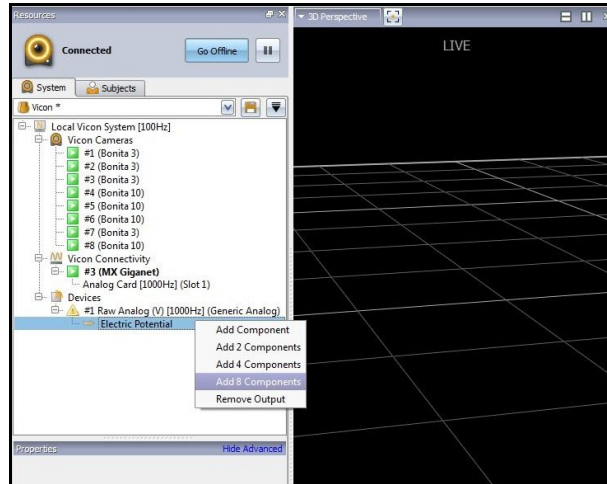 Resources
3D Perspective
Connected
Go Offline
LIVE
System
Subjects
Vicon *
Local Vicon System [100Hz]
Vicon Cameras
#1 (Bonita 3)
#2 (Bonita 3)
#3 (Bonita 3)
#4 (Bonita 10)
#5 (Bonita 10)
#6 (Bonita 10)
#7 (Bonita 3)
#8 (Bonita 10)
Vicon Connectivity
#3 (MX Giganet)
Analog Card [1000Hz] (Slot 1)
Devices
#1 Raw Analog (V) [1000Hz] (Generic Analog)
Electric Potential
Add Component
Add 2 Components
Add 4 Components
Add 8 Components
Remove Output
Properties
Hide Advanced